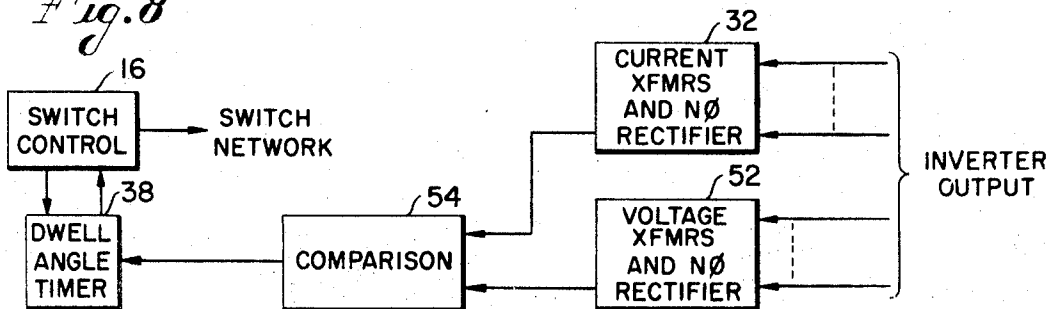 Fig. 8
16
SWITCH
CONTROL
SWITCH
NETWORK
38
DWELL
ANGLE
TIMER
54
COMPARISON
32
CURRENT
XFMRS
AND NØ
RECTIFIER
52
VOLTAGE
XFMRS
AND NØ
RECTIFIER
INVERTER
OUTPUT